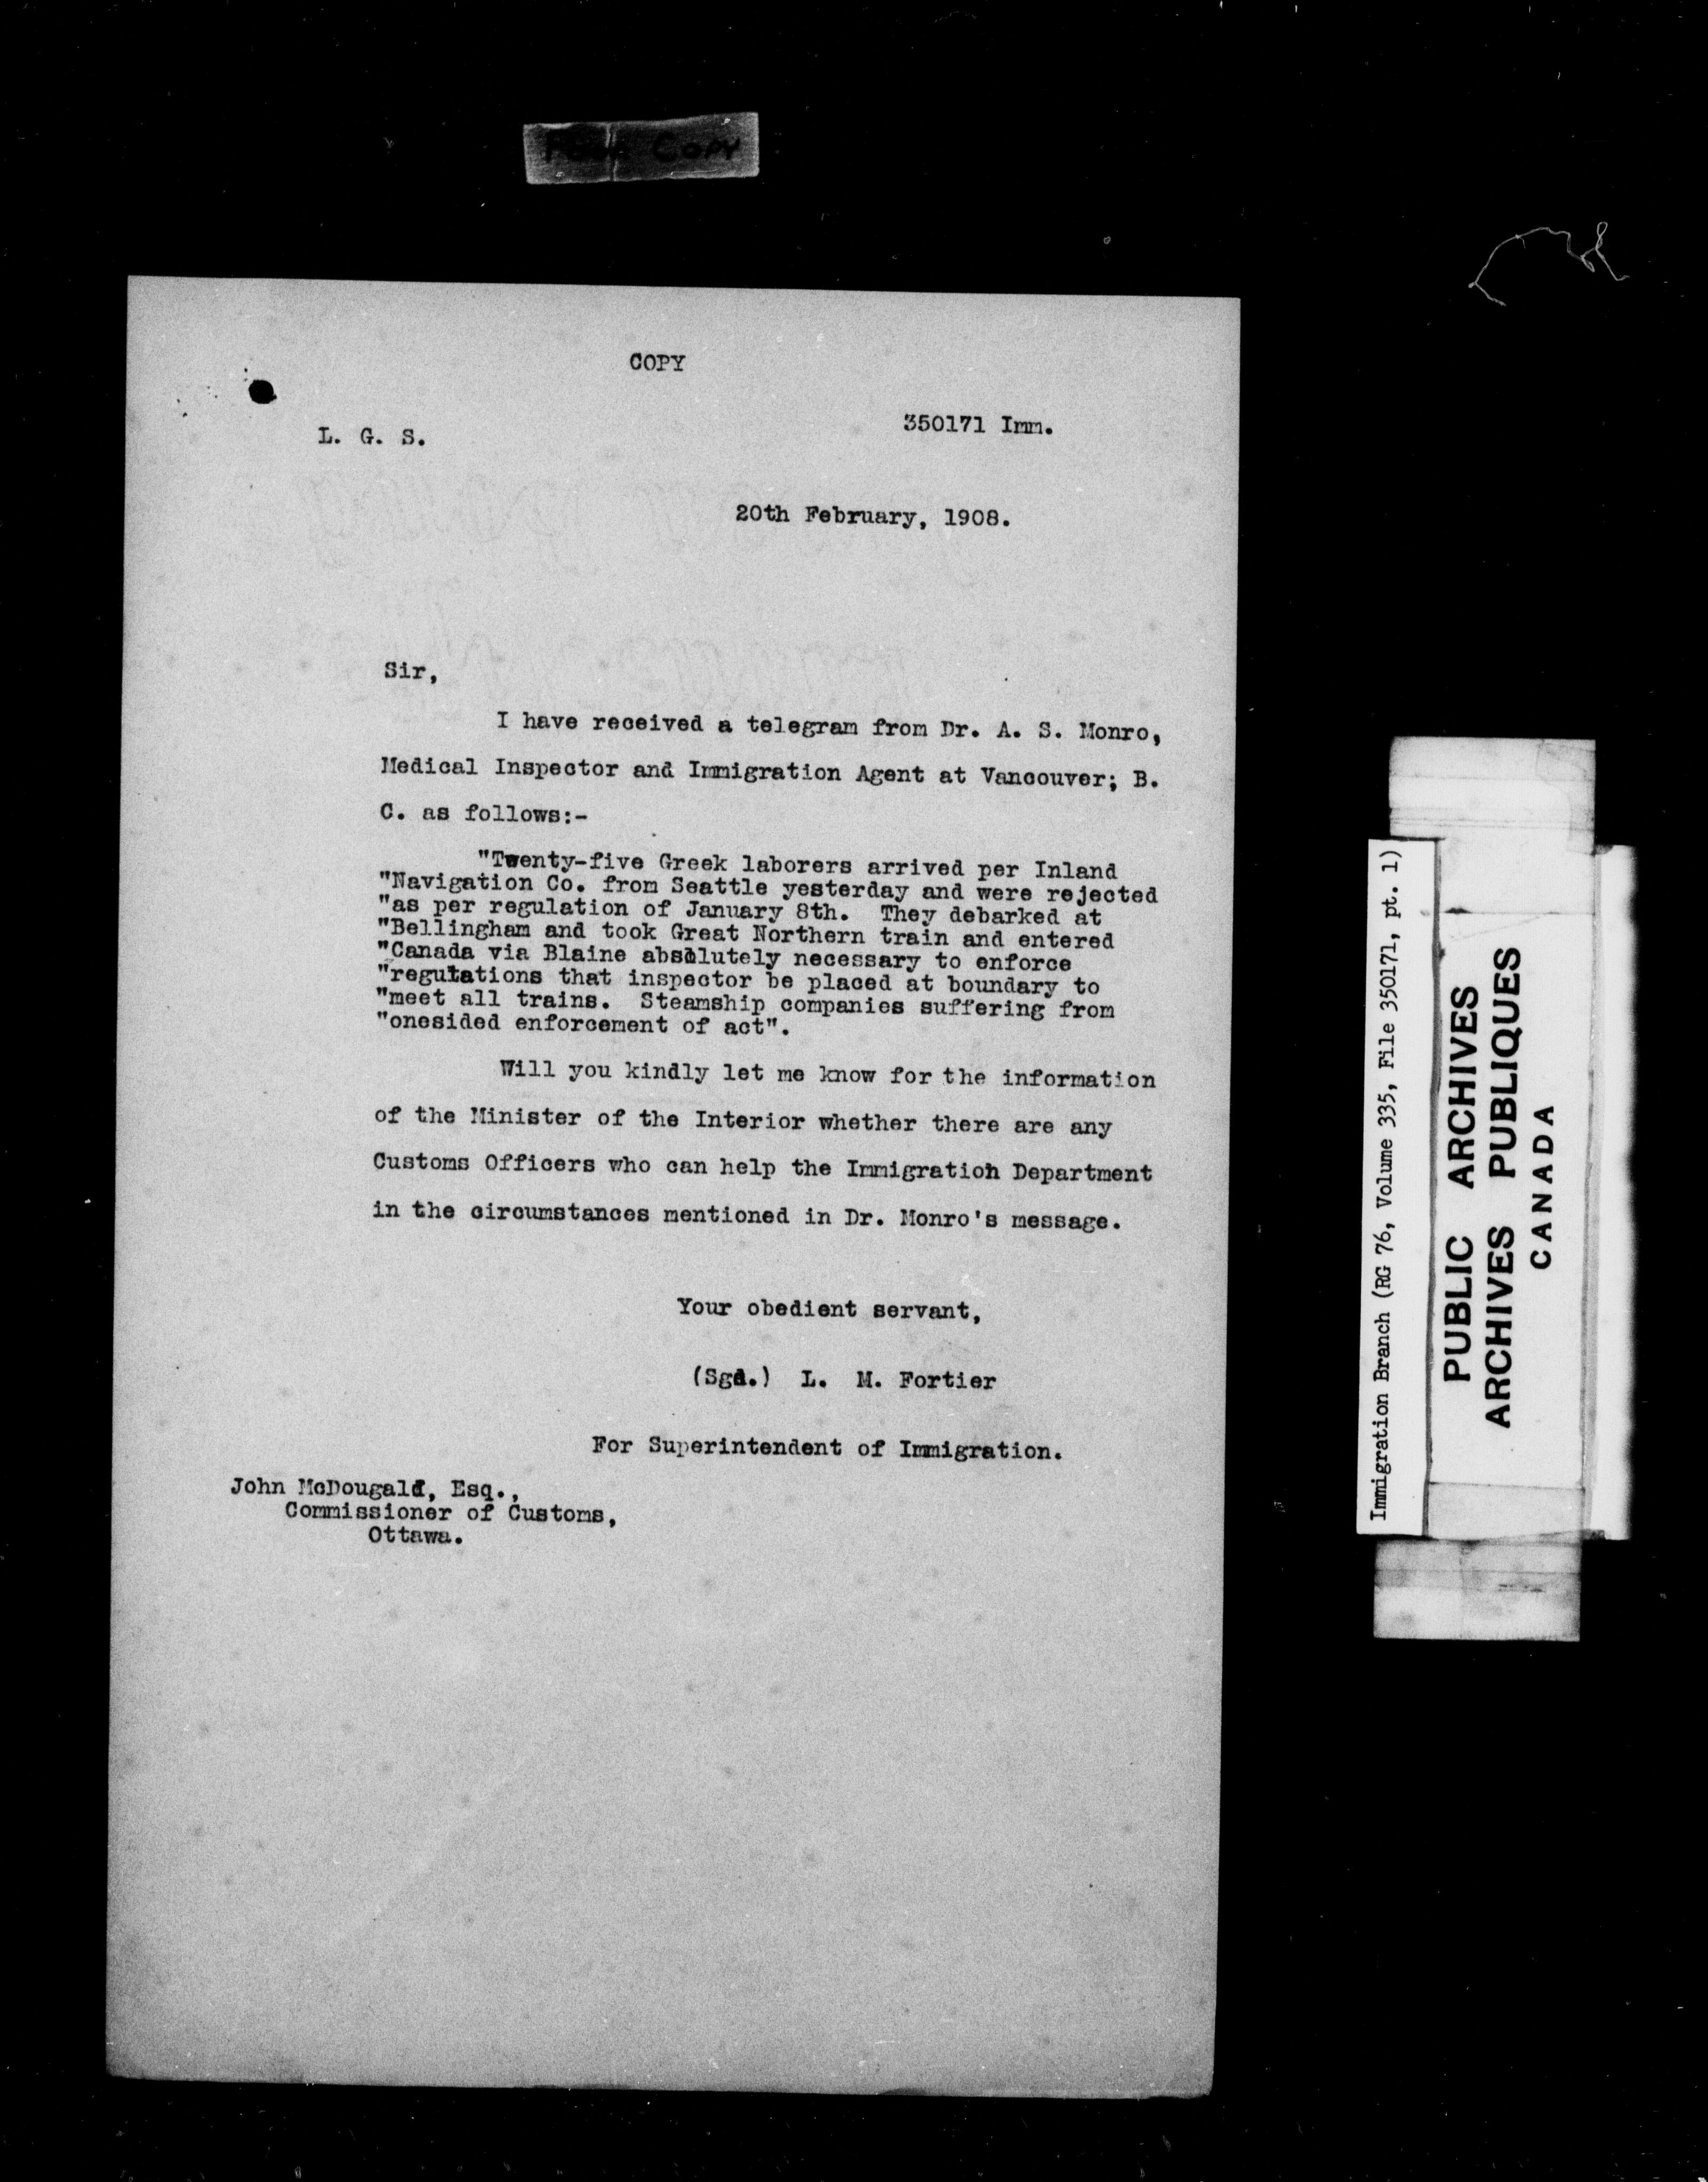 Copy
COPY
350171 Imm.
L. G. S.
20th February, 1908.
Sir,
I have received a telegram from Dr. A. S. Monro,
Medical Inspector and Immigration Agent at Vancouver; B.
C. as follows:-
"Twenty-five Greek laborers arrived per Inland
"Navigation Co. from Seattle yesterday and were rejected
"as per regulation of January 8th. They debarked at
"Bellingham and took Great Northern train and entered
"Canada via Blaine absolutely necessary to enforce
"regulations that inspector be placed at boundary to
"meet all trains. Steamship companies suffering from
"onesided enforcement of act".
Will you kindly let me know for the information
of the Minister of the Interior whether there are any
Customs Officers who can help the Immigration Department
in the circumstances mentioned in Dr. Monro's message.
Your obedient servant,
(Sgd.) L. M. Fortier
For Superintendent of Immigration.
John McDougald, Esq.,
Commissioner of Customs,
Ottawa.
Immigration Branch (RG 76, Volume 335, File 350171, pt. 1)
PUBLIC ARCHIVES
ARCHIVES PUBLIQUES
CANADA